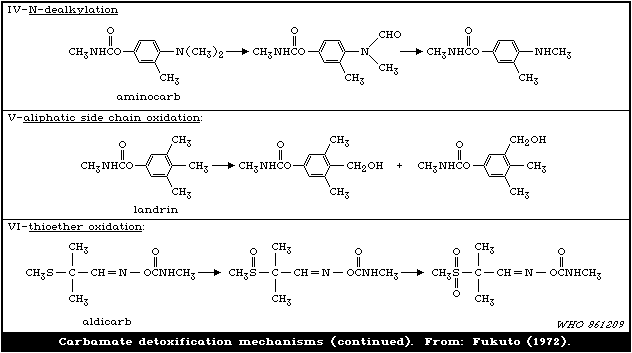 IV-N-dealkylation
CH3NHCO N(CH3)2 CH3NHCO N CHO CH3 CH3NHCO NHCH3
O CH3 O CH3 O CH3
aminocarb
V-aliphatic side chain oxidation:
CH3 CH3 CH2OH
O O O
CH3NHCO CH3 CH3NHCO CH2OH + CH3NHCO CH3
CH3 CH3 CH3
landrin
VI-thioether oxidation:
CH3 O CH3 O O CH3 O
CH3S-C-CH=N OCNHCH3 CH3S-C-CH=N OCNHCH3 CH3S-C-CH=N OCNHCH3
CH3 CH3 O CH3
aldicarb
WHO 861209
Carbamate detoxification mechanisms (continued). From: Fukuto (1972).